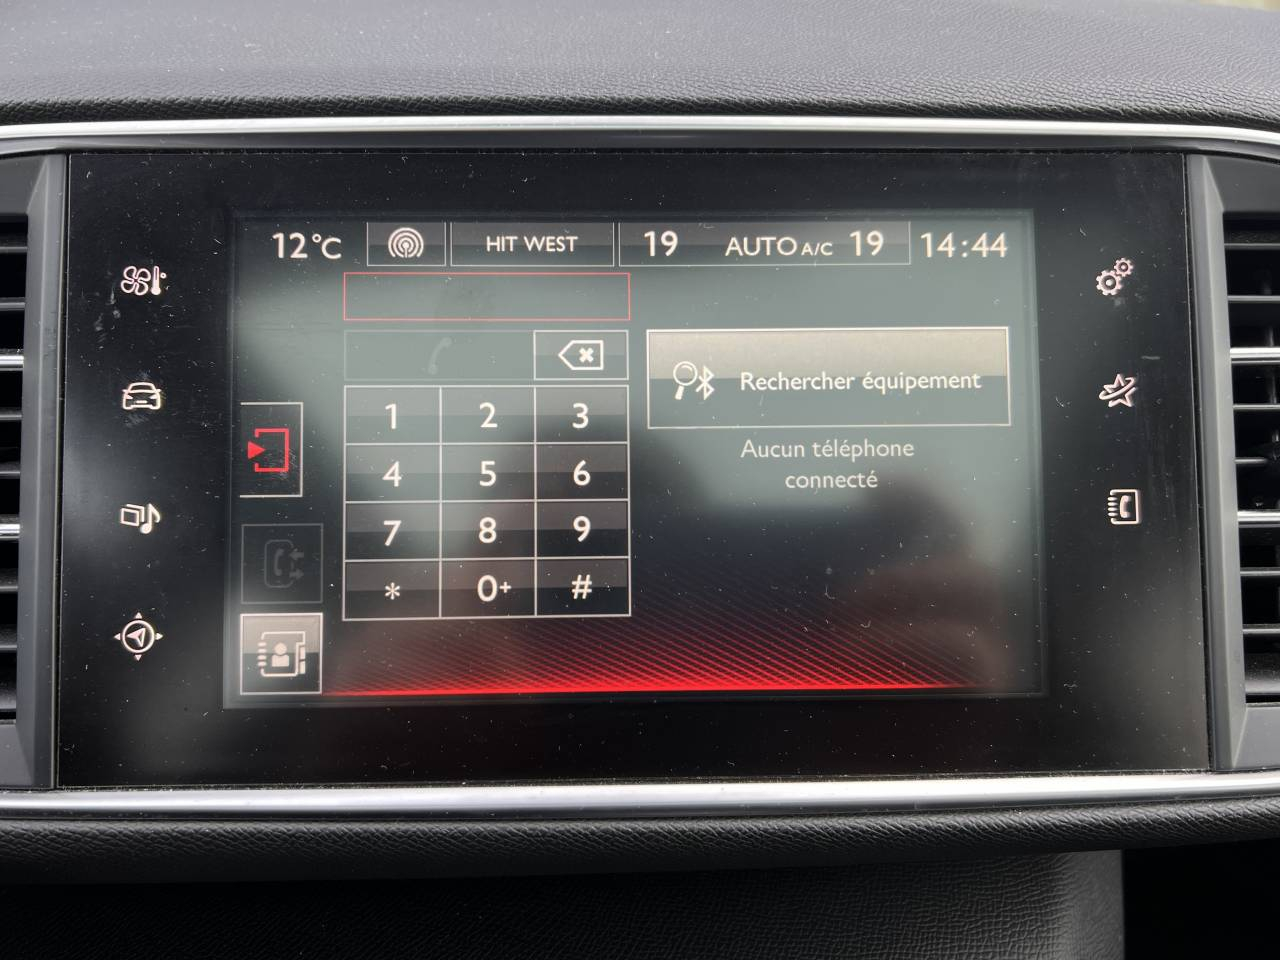 12°C HIT WEST 19 AUTO A/C 19 14:44
Rechercher équipement
Aucun téléphone
connecté
1 2 3
4 5 6
7 8 9
* 0+ #